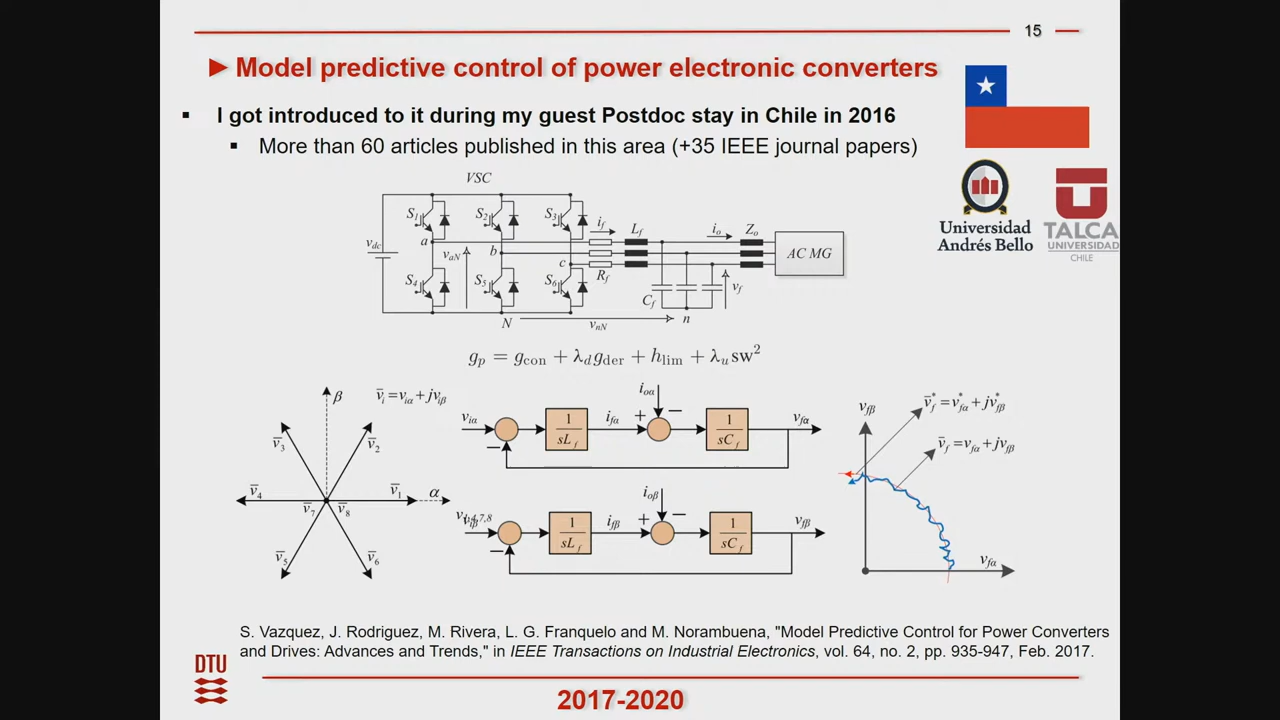 15
Model predictive control of power electronic converters
I got introduced to it during my guest Postdoc stay in Chile in 2016
More than 60 articles published in this area (+35 IEEE journal papers)
Universidad
Andrés Bello
TALCA
UNIVERSIDAD
CHILE
VSC
S1 S2 S3
if Lf io Zo
vdc a vaN b c Rf AC MG
S4 S5 S6 Cf vf
N vnN n
gp = gcon + λd gder + hlim + λu sw²
β v̄i = viα + jviβ
v̄3 v̄2
v̄4 v̄1 α
v̄7 v̄8
v̄5 v̄6
ioα
viα + − vfα
1/sLf ifα 1/sCf
−
ioβ
+ − vfβ
1/sLf ifβ 1/sCf
−
vfβ v̄f* = vfα* + jvfβ*
v̄f = vfα + jvfβ
vfα
S. Vazquez, J. Rodriguez, M. Rivera, L. G. Franquelo and M. Norambuena, "Model Predictive Control for Power Converters
and Drives: Advances and Trends," in IEEE Transactions on Industrial Electronics, vol. 64, no. 2, pp. 935-947, Feb. 2017.
DTU
2017-2020